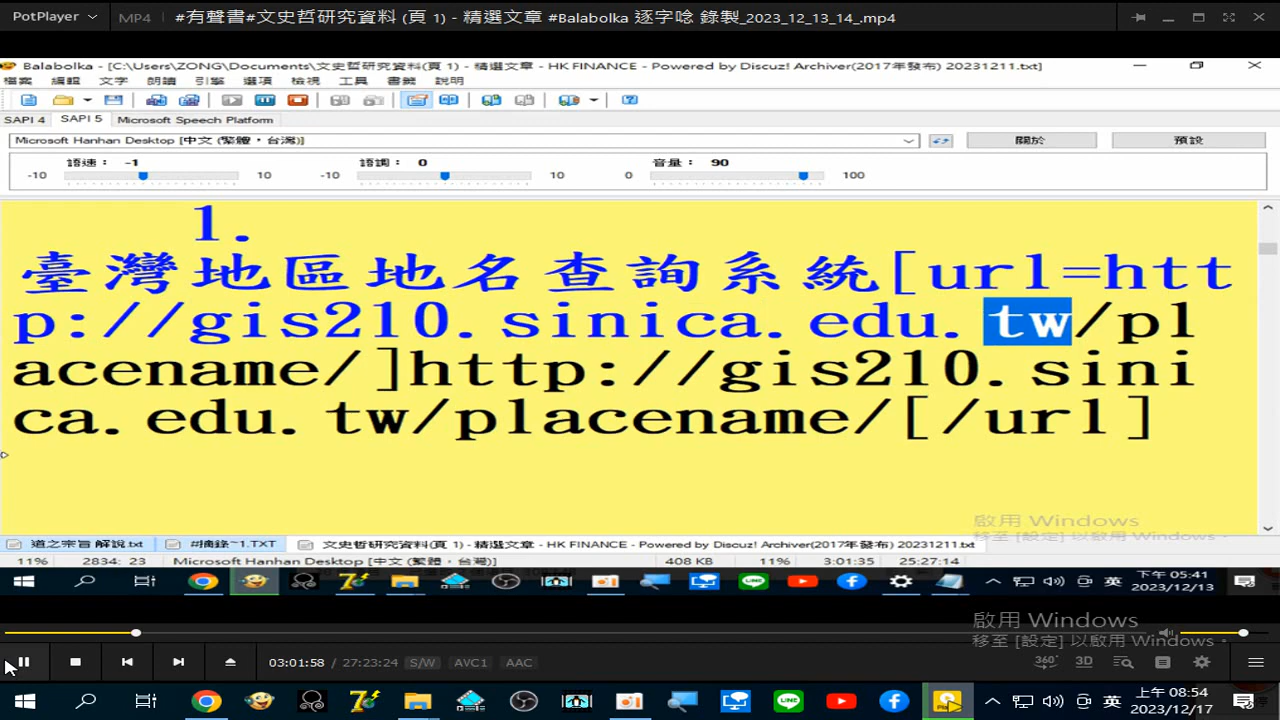 PotPlayer MP4 #有聲書#文史哲研究資料 (頁 1) - 精選文章 #Balabolka 逐字唸 錄製_2023_12_13_14_.mp4
Balabolka - [C:\Users\ZONG\Documents\文史哲研究資料(頁 1) - 精選文章 - HK FINANCE - Powered by Discuz! Archiver(2017年發布) 20231211.txt]
檔案 編輯 文字 朗讀 引擎 選項 檢視 工具 書籤 說明
SAPI 4 SAPI 5 Microsoft Speech Platform
Microsoft Hanhan Desktop [中文 (繁體，台灣)] 關於 預設
語速： -1 語調： 0 音量： 90
-10 10 -10 10 0 100
1.
臺灣地區地名查詢系統[url=htt
p://gis210.sinica.edu.tw/pl
acename/]http://gis210.sini
ca.edu.tw/placename/[/url]
啟用 Windows
移至 [設定] 以啟用 Windows。
道之宗旨 解說.txt #摘錄~1.TXT 文史哲研究資料(頁 1) - 精選文章 - HK FINANCE - Powered by Discuz! Archiver(2017年發布) 20231211.txt
11% 2834: 23 Microsoft Hanhan Desktop [中文 (繁體，台灣)] 408 KB 11% 3:01:35 25:27:14
英 下午 05:41
2023/12/13
啟用 Windows
移至 [設定] 以啟用 Windows。
03:01:58 / 27:23:24 S/W AVC1 AAC 360° 3D
英 上午 08:54
2023/12/17